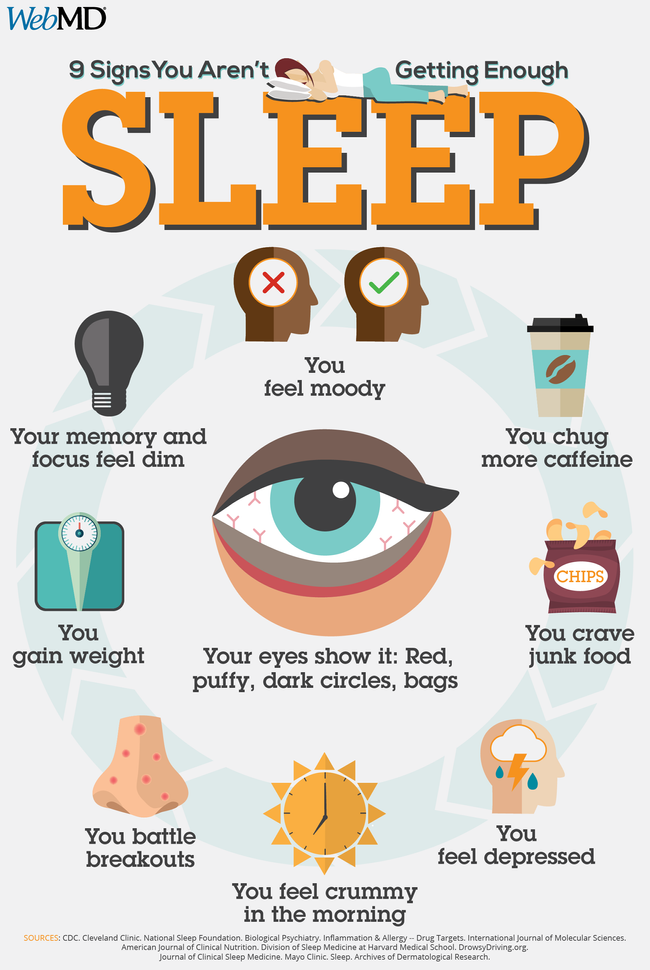 WebMD
9 Signs You Aren't Getting Enough
SLEEP
You
feel moody
You chug
more caffeine
CHIPS
You crave
junk food
You
feel depressed
You feel crummy
in the morning
You battle
breakouts
You
gain weight
Your memory and
focus feel dim
Your eyes show it: Red,
puffy, dark circles, bags
SOURCES: CDC. Cleveland Clinic. National Sleep Foundation. Biological Psychiatry. Inflammation & Allergy -- Drug Targets. International Journal of Molecular Sciences.
American Journal of Clinical Nutrition. Division of Sleep Medicine at Harvard Medical School. DrowsyDriving.org.
Journal of Clinical Sleep Medicine. Mayo Clinic. Sleep. Archives of Dermatological Research.